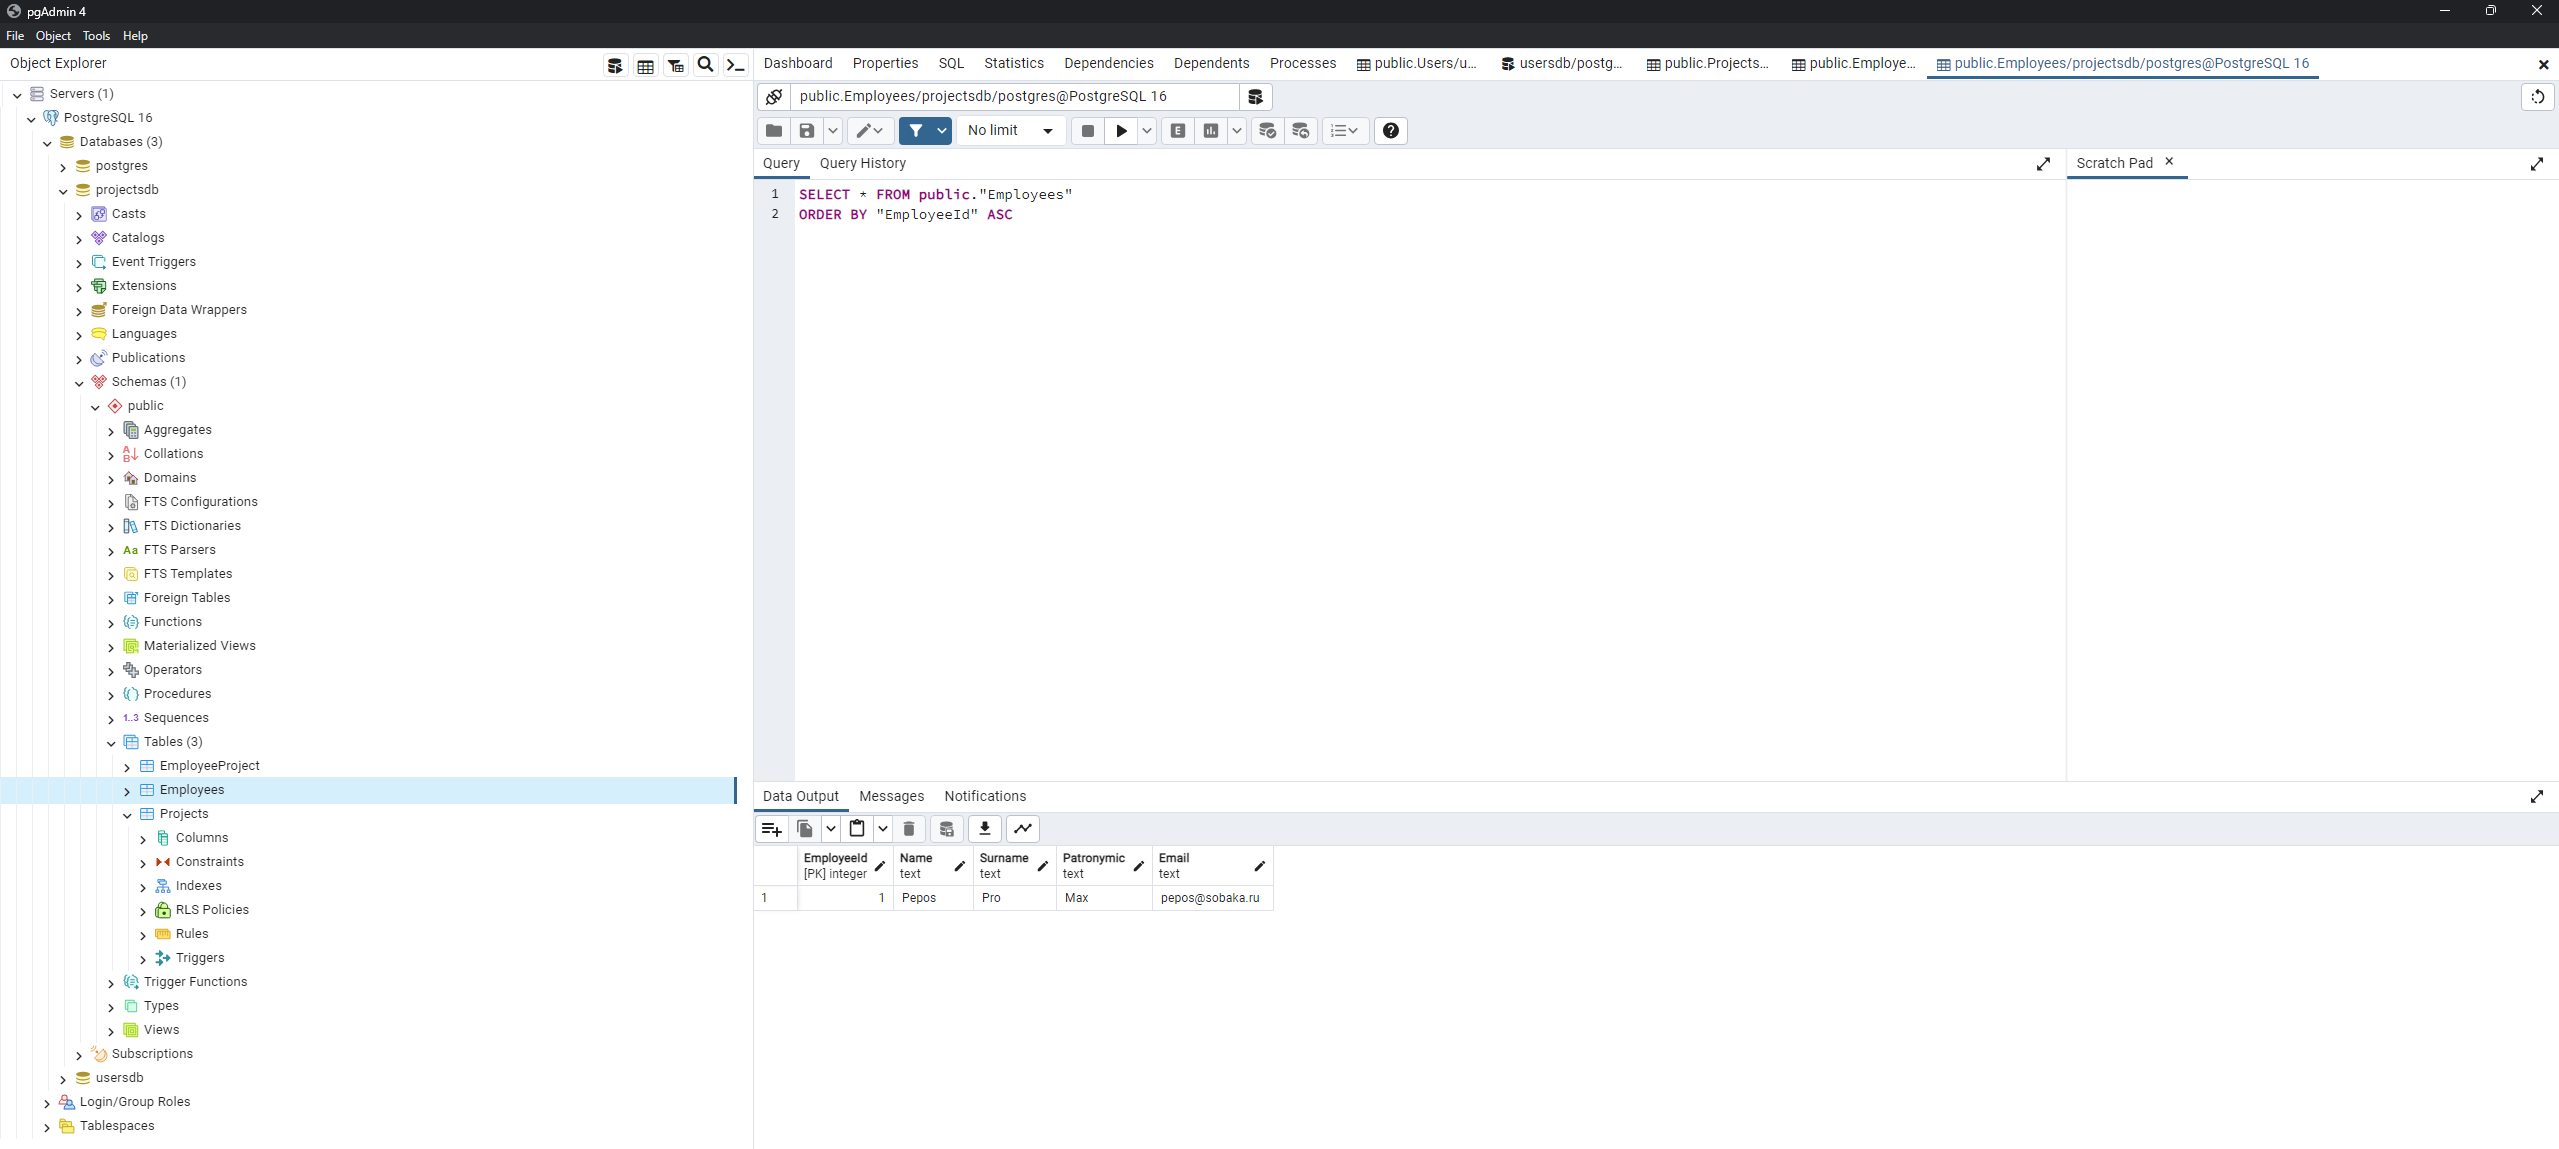 pgAdmin 4
File Object Tools Help
Object Explorer
Servers (1)
PostgreSQL 16
Databases (3)
postgres
projectsdb
Casts
Catalogs
Event Triggers
Extensions
Foreign Data Wrappers
Languages
Publications
Schemas (1)
public
Aggregates
Collations
Domains
FTS Configurations
FTS Dictionaries
Aa FTS Parsers
FTS Templates
Foreign Tables
Functions
Materialized Views
Operators
Procedures
1..3 Sequences
Tables (3)
EmployeeProject
Employees
Projects
Columns
Constraints
Indexes
RLS Policies
Rules
Triggers
Trigger Functions
Types
Views
Subscriptions
usersdb
Login/Group Roles
Tablespaces
Dashboard Properties SQL Statistics Dependencies Dependents Processes public.Users/u... usersdb/postg... public.Projects... public.Employe... public.Employees/projectsdb/postgres@PostgreSQL 16
public.Employees/projectsdb/postgres@PostgreSQL 16
No limit
Query Query History
Scratch Pad
1 SELECT * FROM public."Employees"
2 ORDER BY "EmployeeId" ASC
Data Output Messages Notifications
EmployeeId Name Surname Patronymic Email
[PK] integer text text text text
1 1 Pepos Pro Max pepos@sobaka.ru